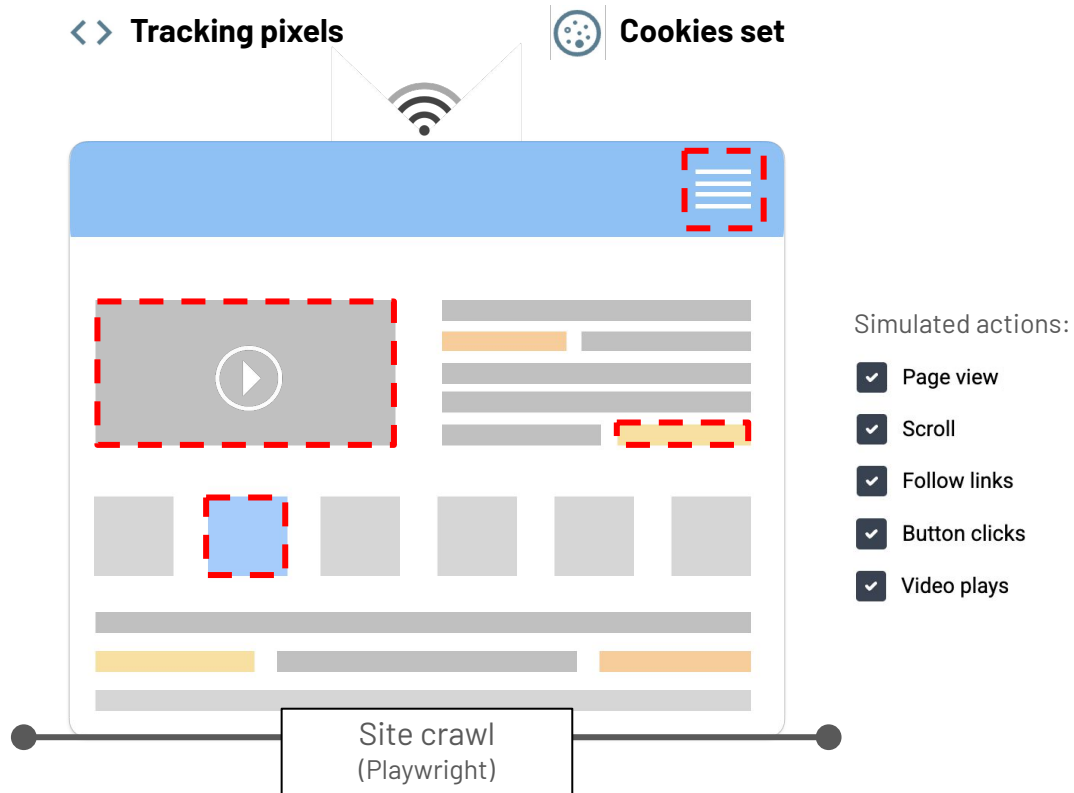 Tracking pixels
Cookies set
Simulated actions:
Page view
Scroll
Follow links
Button clicks
Video plays
Site crawl
(Playwright)